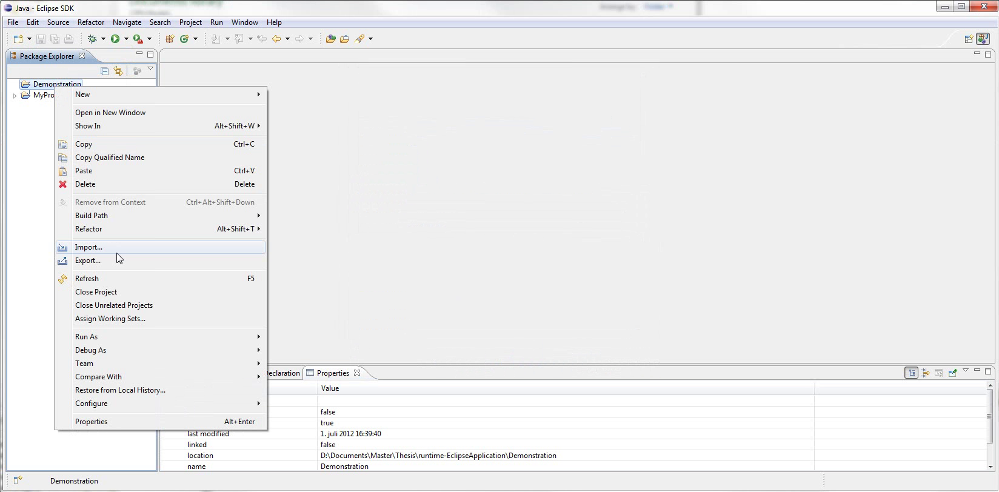 Java - Eclipse SDK
File Edit Source Refactor Navigate Search Project Run Window Help
Package Explorer
Demonstration
MyPro
New
Open in New Window
Show In Alt+Shift+W
Copy Ctrl+C
Copy Qualified Name
Paste Ctrl+V
Delete Delete
Remove from Context Ctrl+Alt+Shift+Down
Build Path
Refactor Alt+Shift+T
Import...
Export...
Refresh F5
Close Project
Close Unrelated Projects
Assign Working Sets...
Run As
Debug As
Team
Compare With
Restore from Local History...
Configure
Properties Alt+Enter
Declaration Properties
Value
false
true
last modified 1. juli 2012 16:39:40
linked false
location D:\Documents\Master\Thesis\runtime-EclipseApplication\Demonstration
name Demonstration
Demonstration